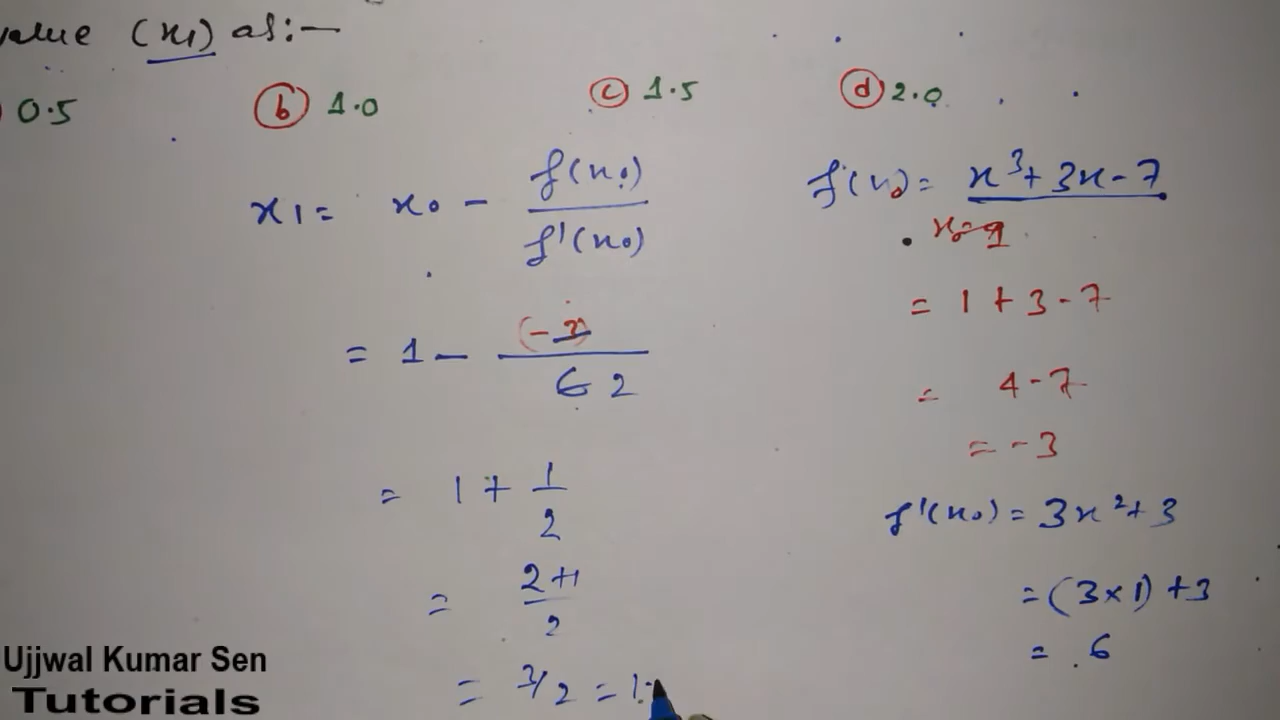 value (x₁) as:—
0.5 (b) 1.0 (c) 1.5 (d) 2.0
x₁ = x₀ - f(x₀)/f'(x₀)
= 1 - (-3)/6 2
= 1 + 1/2
= 2+1/2
= 3/2 = 1.
f(x₀) = x³ + 3x - 7
x₀=1
= 1 + 3 - 7
= 4 - 7
= -3
f'(x₀) = 3x² + 3
= (3×1) + 3
= 6
Ujjwal Kumar Sen
Tutorials